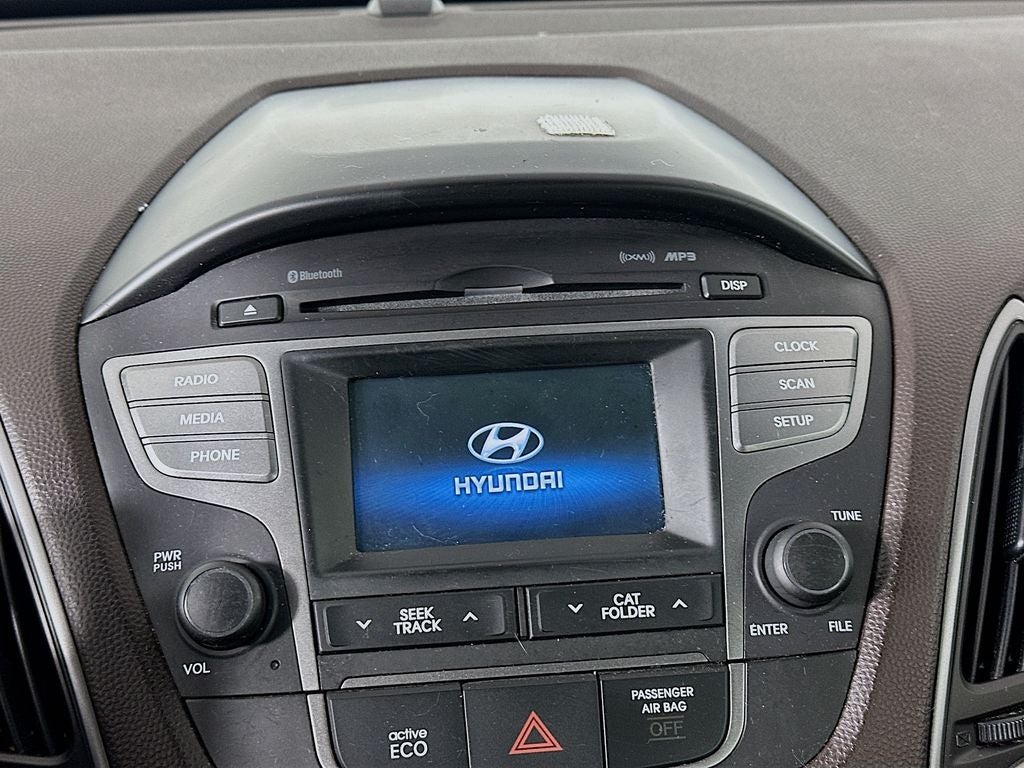 Bluetooth
((XM)) MP3
DISP
RADIO
MEDIA
PHONE
CLOCK
SCAN
SETUP
HYUNDAI
PWR
PUSH
VOL
SEEK
TRACK
CAT
FOLDER
TUNE
ENTER
FILE
active
ECO
PASSENGER
AIR BAG
OFF